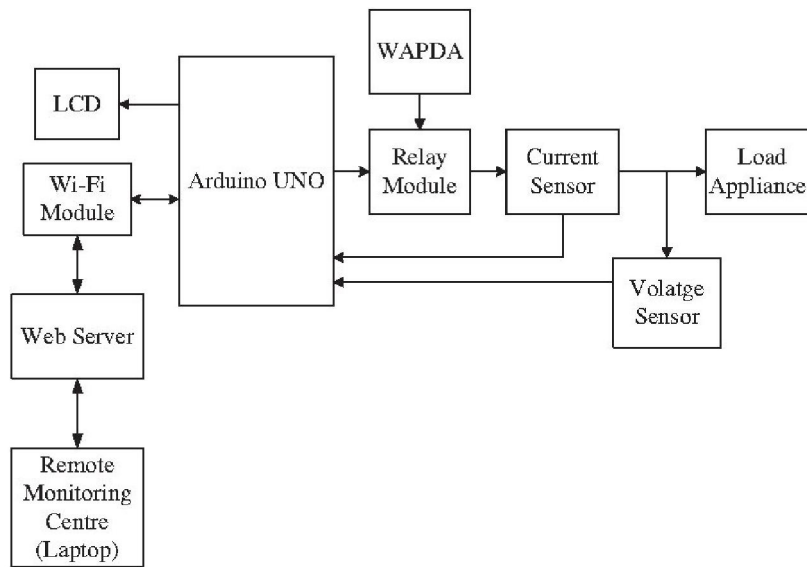 WAPDA
LCD
Arduino UNO
Relay
Module
Current
Sensor
Load
Appliance
Wi-Fi
Module
Volatge
Sensor
Web Server
Remote
Monitoring
Centre
(Laptop)